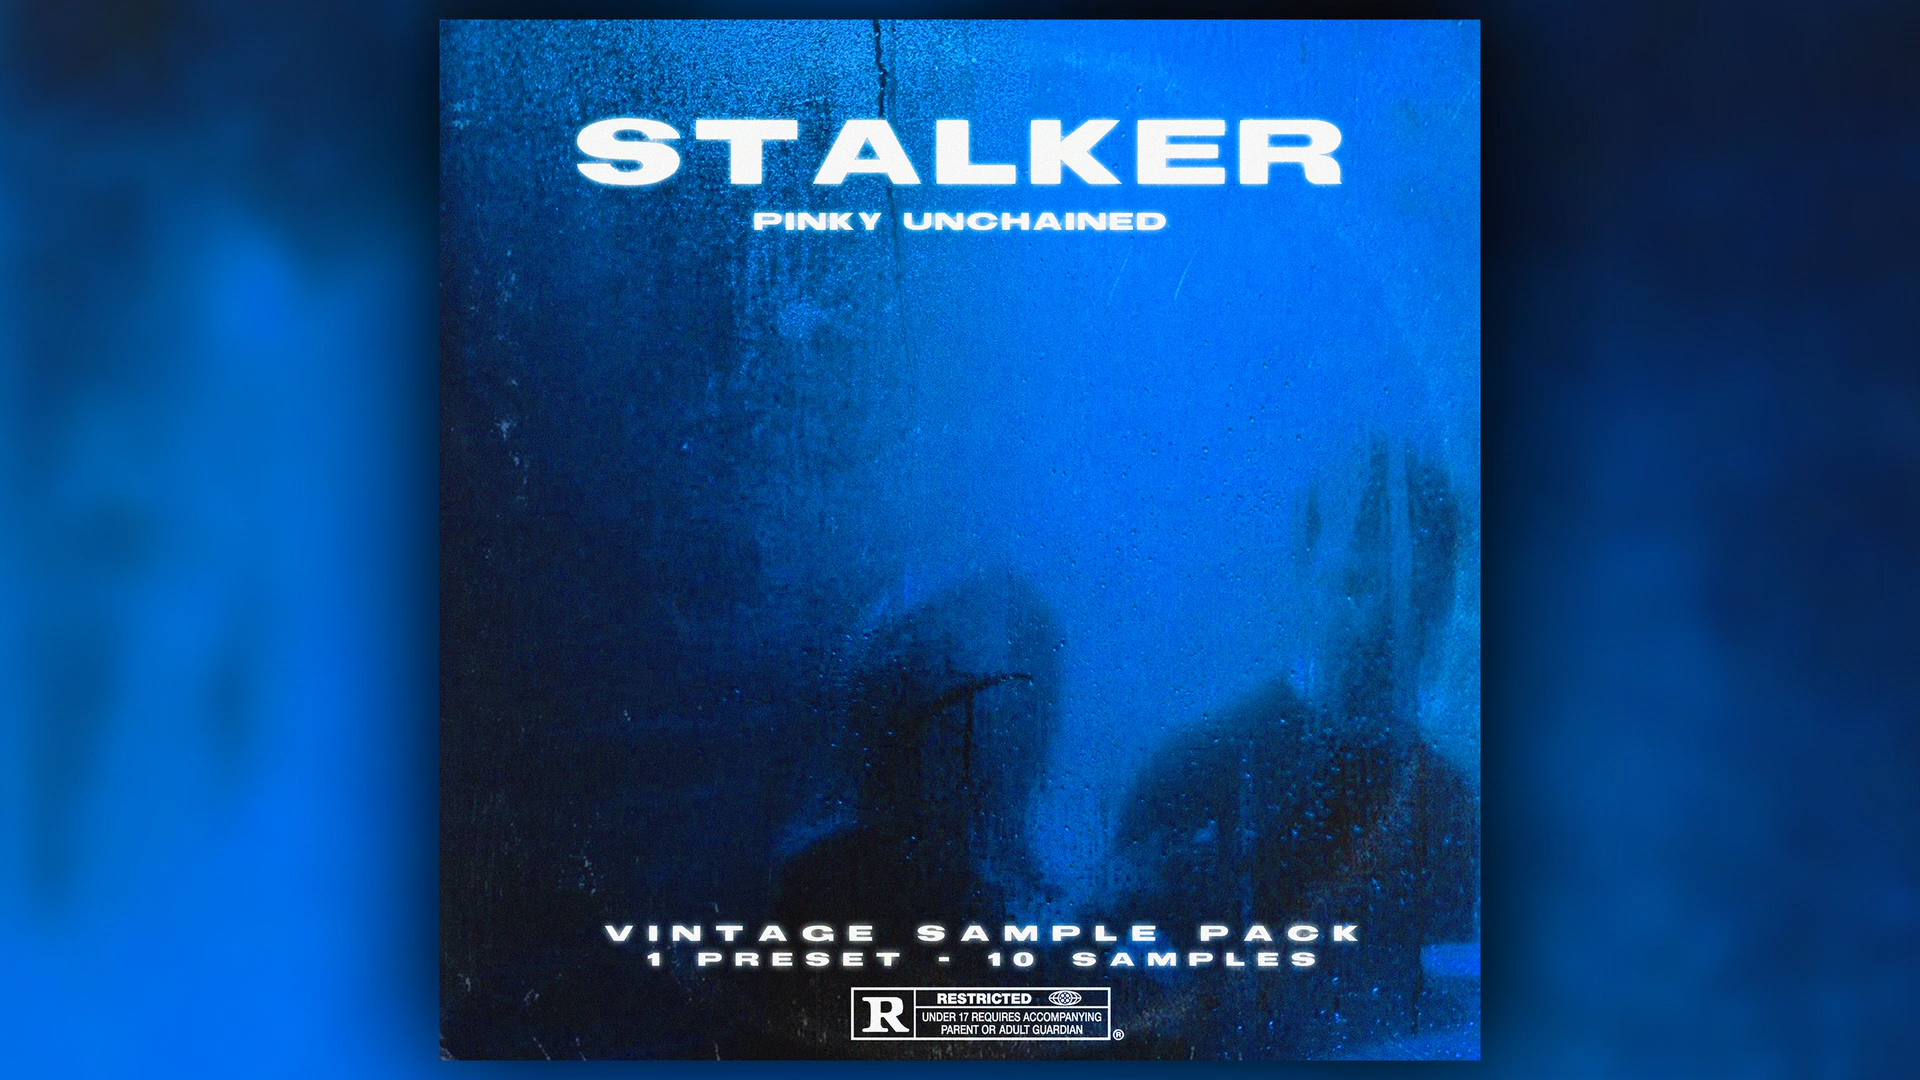 STALKER
PINKY UNCHAINED
VINTAGE SAMPLE PACK
1 PRESET - 10 SAMPLES
R
RESTRICTED
UNDER 17 REQUIRES ACCOMPANYING
PARENT OR ADULT GUARDIAN
®